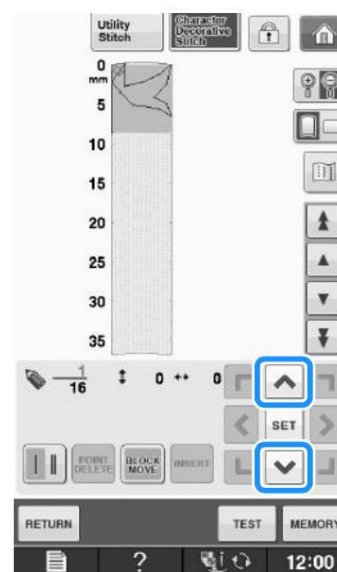 Utility
Stitch
Character
Decorative
Stitch
0
mm
5
10
15
20
25
30
35
1
16
0
0
SET
POINT
DELETE
BLOCK
MOVE
INSERT
RETURN
TEST
MEMORY
?
12:00